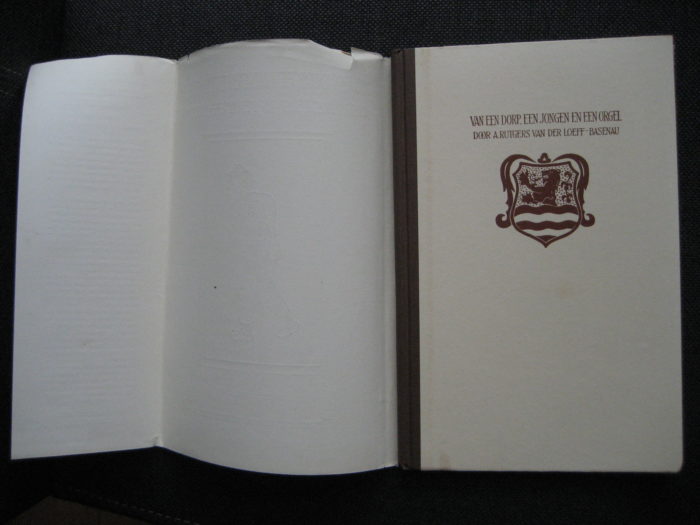 VAN EEN DORP, EEN JONGEN EN EEN ORGEL
DOOR A. RUTGERS VAN DER LOEFF-BASENAU